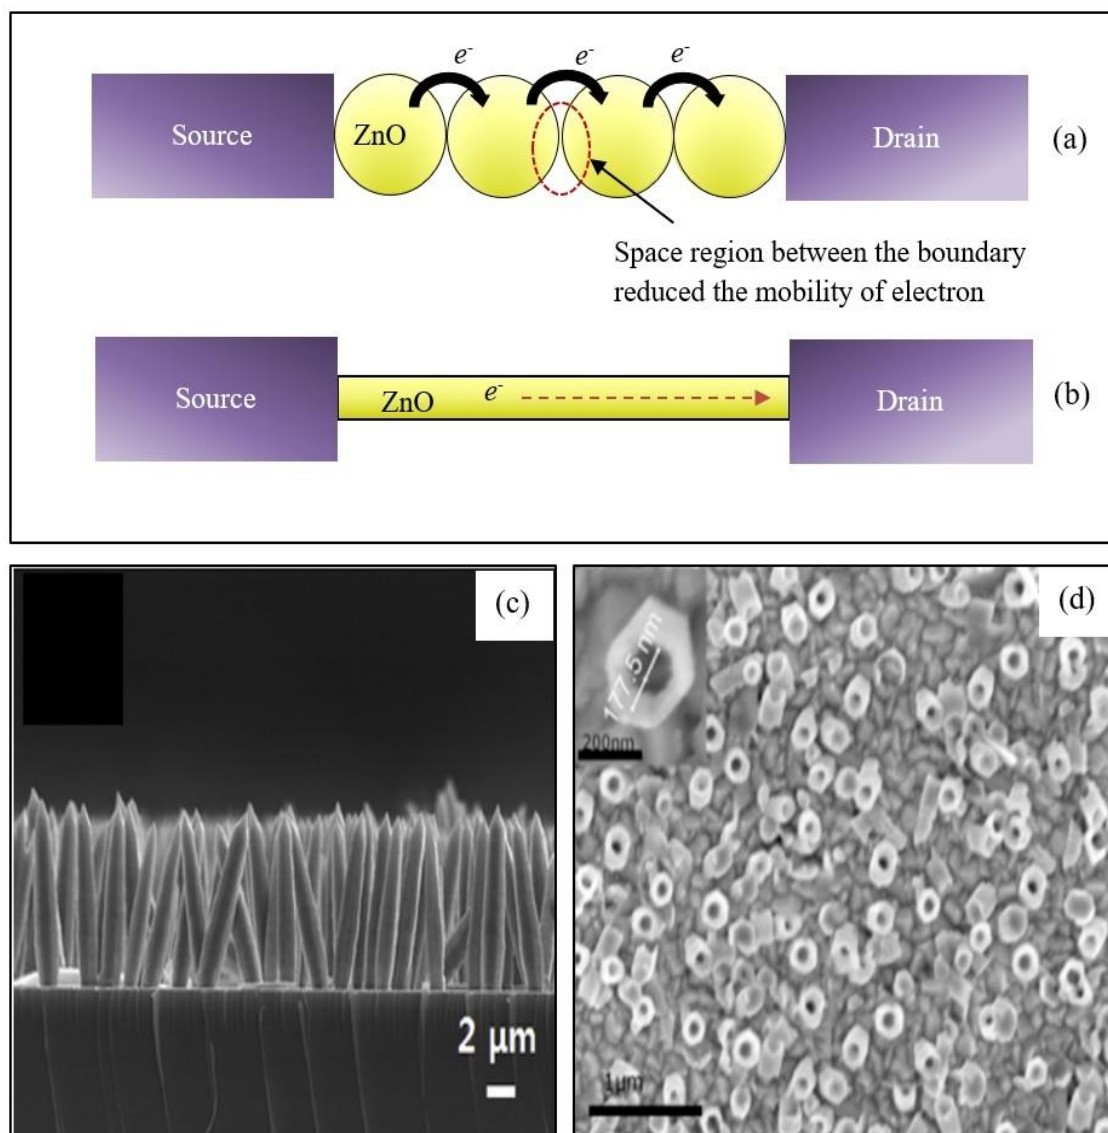 e⁻ e⁻ e⁻
Source ZnO Drain (a)
Space region between the boundary
reduced the mobility of electron
Source ZnO e⁻ Drain (b)
(c) (d)
177.5 nm
200nm
2 μm
1μm